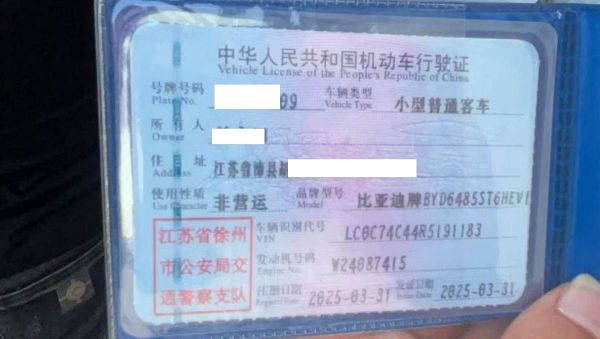 中华人民共和国机动车行驶证
Vehicle License of the People's Republic of China
号牌号码 09 车辆类型 小型普通客车
Plate No. Vehicle Type
所有人
Owner
住址 江苏省沛县
Address
使用性质 非营运 品牌型号 比亚迪牌BYD6485ST6HEV1
Use Character Model
江苏省徐州
市公安局交
通警察支队
车辆识别代号 LC0C74C44R5191183
VIN
发动机号码 W24087415
Engine No.
注册日期 2025-03-31 发证日期 2025-03-31
Register Date Issue Date